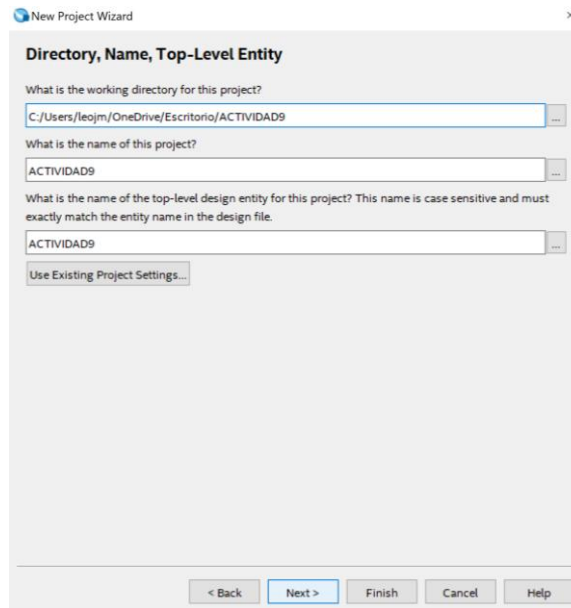 New Project Wizard
Directory, Name, Top-Level Entity
What is the working directory for this project?
C:/Users/leojm/OneDrive/Escritorio/ACTIVIDAD9
...
What is the name of this project?
ACTIVIDAD9
...
What is the name of the top-level design entity for this project? This name is case sensitive and must
exactly match the entity name in the design file.
ACTIVIDAD9
...
Use Existing Project Settings...
< Back
Next >
Finish
Cancel
Help